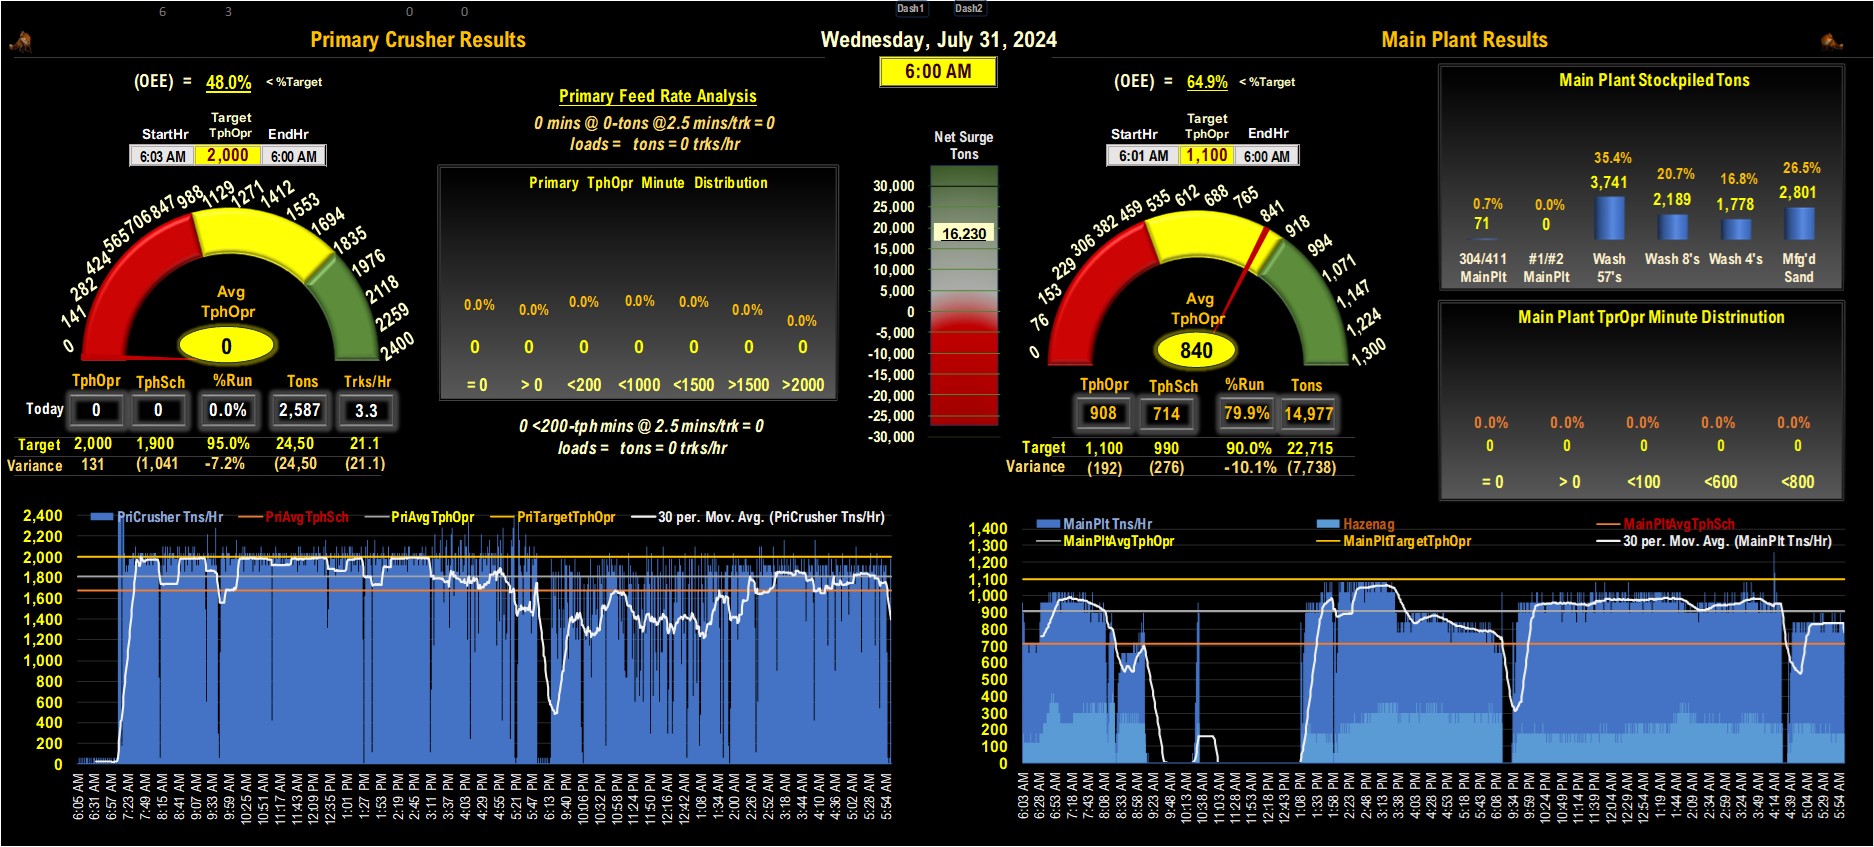 6 3 0 0 Dash1 Dash2
Primary Crusher Results
Wednesday, July 31, 2024
Main Plant Results
6:00 AM
(OEE) = 48.0% < %Target
Target
StartHr TphOpr EndHr
6:03 AM 2,000 6:00 AM
0 141 282 424 565 706 847 988 1129 1271 1412 1553 1694 1835 1976 2118 2259 2400
Avg
TphOpr
0
TphOpr TphSch %Run Tons Trks/Hr
Today 0 0 0.0% 2,587 3.3
Target 2,000 1,900 95.0% 24,50 21.1
Variance 131 (1,041 -7.2% (24,50 (21.1)
Primary Feed Rate Analysis
0 mins @ 0-tons @2.5 mins/trk = 0
loads = tons = 0 trks/hr
Primary TphOpr Minute Distribution
0.0% 0.0% 0.0% 0.0% 0.0% 0.0% 0.0%
0 0 0 0 0 0 0
= 0 > 0 <200 <1000 <1500 >1500 >2000
0 <200-tph mins @ 2.5 mins/trk = 0
loads = tons = 0 trks/hr
Net Surge
Tons
30,000
25,000
20,000
16,230
15,000
10,000
5,000
0
-5,000
-10,000
-15,000
-20,000
-25,000
-30,000
(OEE) = 64.9% < %Target
Target
StartHr TphOpr EndHr
6:01 AM 1,100 6:00 AM
0 76 153 229 306 382 459 535 612 688 765 841 918 994 1,071 1,147 1,224 1,300
Avg
TphOpr
840
TphOpr TphSch %Run Tons
908 714 79.9% 14,977
Target 1,100 990 90.0% 22,715
Variance (192) (276) -10.1% (7,738)
Main Plant Stockpiled Tons
0.7% 0.0% 35.4% 20.7% 16.8% 26.5%
71 0 3,741 2,189 1,778 2,801
304/411 #1/#2 Wash Wash 8's Wash 4's Mfg'd
MainPlt MainPlt 57's Sand
Main Plant TprOpr Minute Distrinution
0.0% 0.0% 0.0% 0.0% 0.0%
0 0 0 0 0
= 0 > 0 <100 <600 <800
PriCrusher Tns/Hr PriAvgTphSch PriAvgTphOpr PriTargetTphOpr 30 per. Mov. Avg. (PriCrusher Tns/Hr)
2,400
2,200
2,000
1,800
1,600
1,400
1,200
1,000
800
600
400
200
0
6:05 AM 6:31 AM 6:57 AM 7:23 AM 7:49 AM 8:15 AM 8:41 AM 9:07 AM 9:33 AM 9:59 AM 10:25 AM 10:51 AM 11:17 AM 11:43 AM 12:09 PM 12:35 PM 1:01 PM 1:27 PM 1:53 PM 2:19 PM 2:45 PM 3:11 PM 3:37 PM 4:03 PM 4:29 PM 4:55 PM 5:21 PM 5:47 PM 6:13 PM 9:40 PM 10:06 PM 10:32 PM 10:58 PM 11:24 PM 11:50 PM 12:16 AM 12:42 AM 1:08 AM 1:34 AM 2:00 AM 2:26 AM 2:52 AM 3:18 AM 3:44 AM 4:10 AM 4:36 AM 5:02 AM 5:28 AM 5:54 AM
MainPlt Tns/Hr Hazenag MainPltAvgTphSch
MainPltAvgTphOpr MainPltTargetTphOpr 30 per. Mov. Avg. (MainPlt Tns/Hr)
1,400
1,300
1,200
1,100
1,000
900
800
700
600
500
400
300
200
100
0
6:03 AM 6:28 AM 6:53 AM 7:18 AM 7:43 AM 8:08 AM 8:33 AM 8:58 AM 9:23 AM 9:48 AM 10:13 AM 10:38 AM 11:03 AM 11:28 AM 11:53 AM 12:18 PM 12:43 PM 1:08 PM 1:33 PM 1:58 PM 2:23 PM 2:48 PM 3:13 PM 3:38 PM 4:03 PM 4:28 PM 4:53 PM 5:18 PM 5:43 PM 6:08 PM 9:34 PM 9:59 PM 10:24 PM 10:49 PM 11:14 PM 11:39 PM 12:04 AM 12:29 AM 12:54 AM 1:19 AM 1:44 AM 2:09 AM 2:34 AM 2:59 AM 3:24 AM 3:49 AM 4:14 AM 4:39 AM 5:04 AM 5:29 AM 5:54 AM